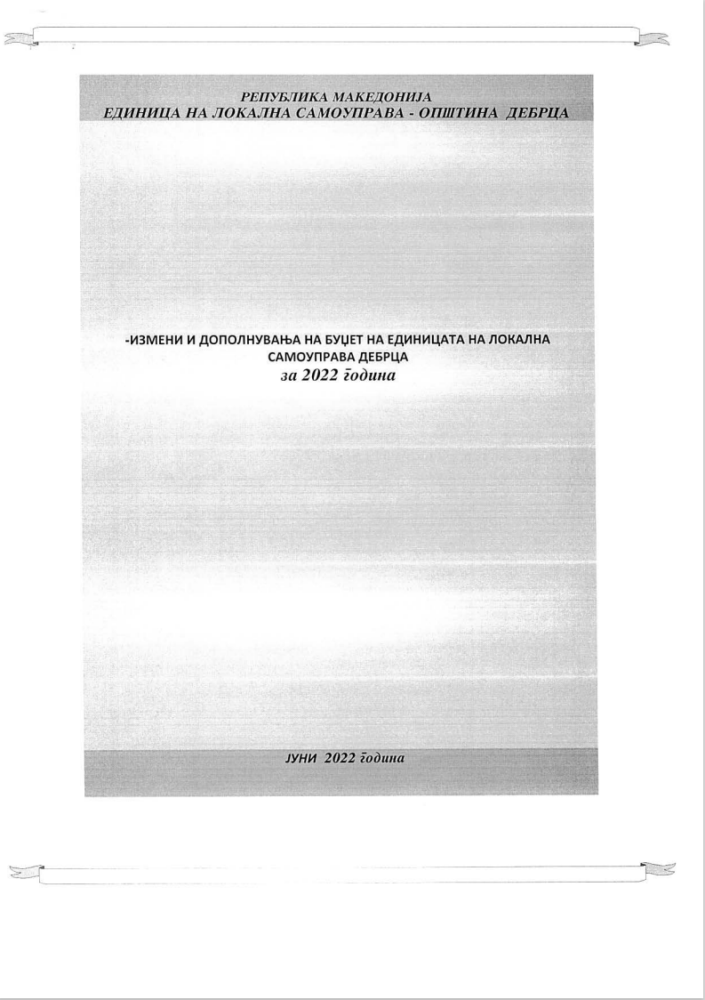 РЕПУБЛИКА МАКЕДОНИЈА
ЕДИНИЦА НА ЛОКАЛНА САМОУПРАВА - ОПШТИНА ДЕБРЦА
-ИЗМЕНИ И ДОПОЛНУВАЊА НА БУЏЕТ НА ЕДИНИЦАТА НА ЛОКАЛНА
САМОУПРАВА ДЕБРЦА
за 2022 година
ЈУНИ 2022 година